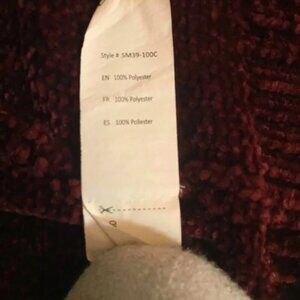 Style # SM39-100C
EN 100% Polyester
FR 100% Polyester
ES 100% Poliester